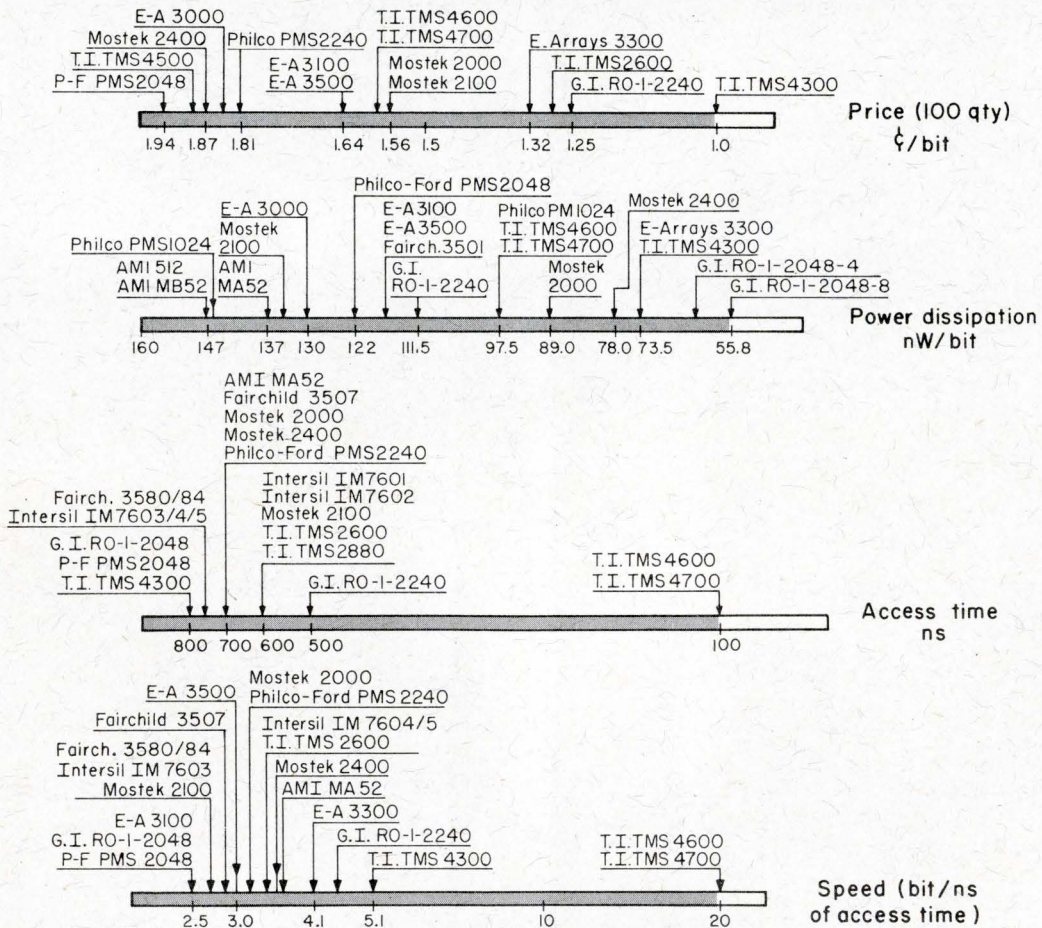 E-A 3000
Mostek 2400
T.I.TMS4500
P-F PMS2048
Philco PMS2240
E-A3100
E-A 3500
T.I.TMS4600
T.I.TMS4700
Mostek 2000
Mostek 2100
E.Arrays 3300
T.I.TMS2600
G.I.RO-1-2240
T.I.TMS4300
1.94 1.87 1.81 1.64 1.56 1.5 1.32 1.25 1.0
Price (100 qty)
¢/bit
Philco PMS1024
AMI 512
AMI MB52
E-A 3000
Mostek
2100
AMI
MA52
Philco-Ford PMS2048
E-A3100
E-A3500
Fairch.3501
G.I.
RO-1-2240
Philco PM1024
T.I.TMS4600
T.I.TMS4700
Mostek
2000
Mostek 2400
E-Arrays 3300
T.I.TMS4300
G.I.RO-1-2048-4
G.I.RO-1-2048-8
160 147 137 130 122 111.5 97.5 89.0 78.0 73.5 55.8
Power dissipation
nW/bit
AMI MA52
Fairchild 3507
Mostek 2000
Mostek 2400
Philco-Ford PMS2240
Fairch. 3580/84
Intersil IM7603/4/5
G.I.RO-1-2048
P-F PMS2048
T.I.TMS4300
Intersil IM7601
Intersil IM7602
Mostek 2100
T.I.TMS2600
T.I.TMS2880
G.I.RO-1-2240
T.I.TMS4600
T.I.TMS4700
800 700 600 500 100
Access time
ns
Mostek 2000
Philco-Ford PMS 2240
E-A 3500
Fairchild 3507
Fairch. 3580/84
Intersil IM7603
Mostek 2100
E-A 3100
G.I. RO-1-2048
P-F PMS 2048
Intersil IM 7604/5
T.I.TMS 2600
Mostek 2400
AMI MA 52
E-A 3300
G.I. RO-1-2240
T.I.TMS 4300
T.I.TMS 4600
T.I.TMS 4700
2.5 3.0 4.1 5.1 10 20
Speed (bit/ns
of access time)